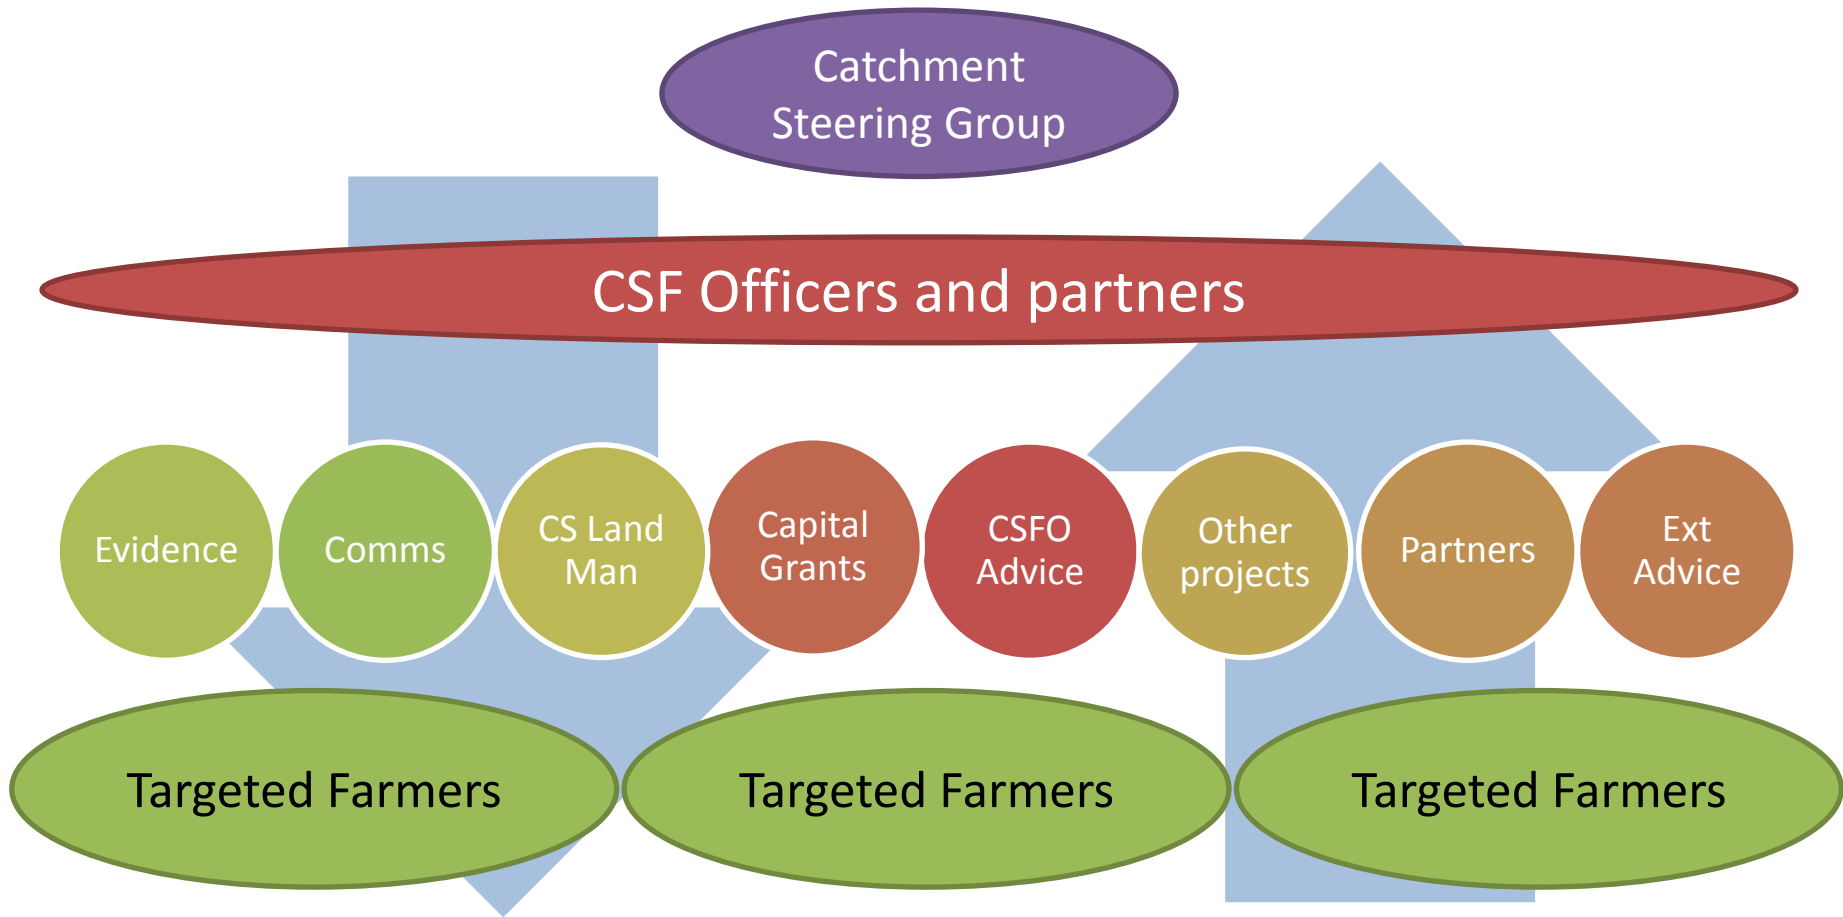 Catchment
Steering Group
CSF Officers and partners
Evidence
Comms
CS Land
Man
Capital
Grants
CSFO
Advice
Other
projects
Partners
Ext
Advice
Targeted Farmers
Targeted Farmers
Targeted Farmers